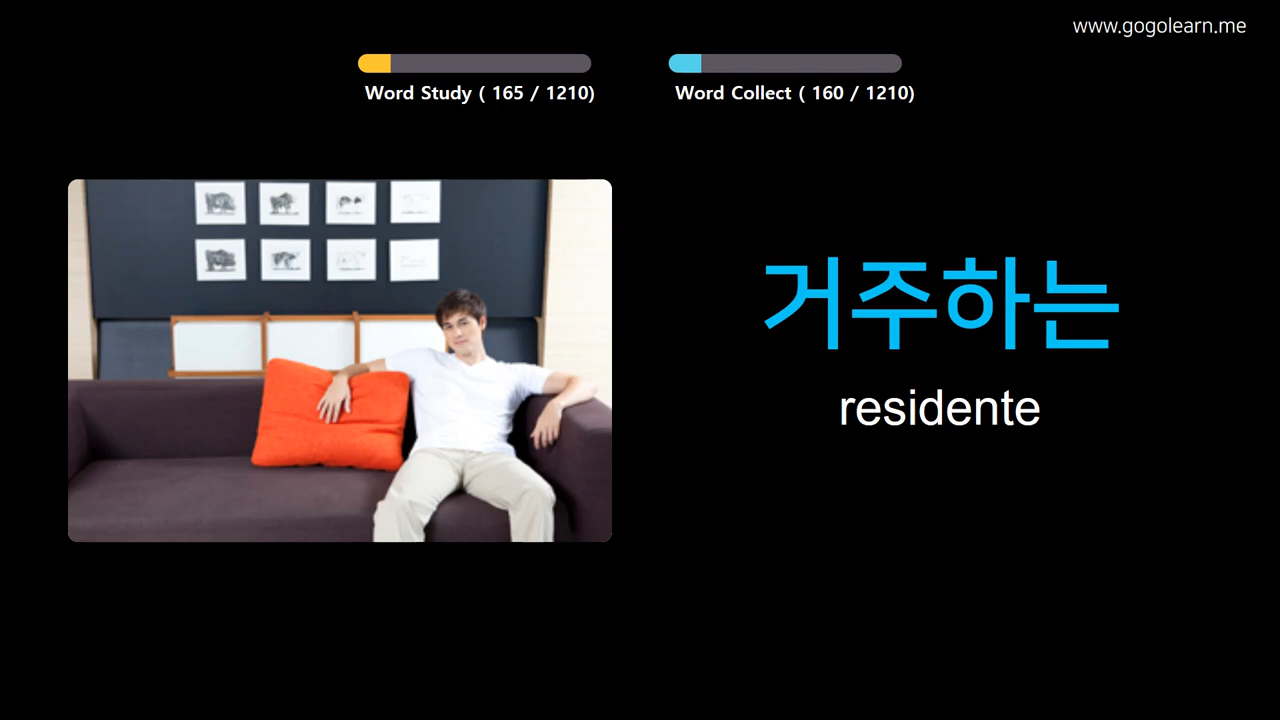 www.gogolearn.me
Word Study ( 165 / 1210)
Word Collect ( 160 / 1210)
거주하는
residente